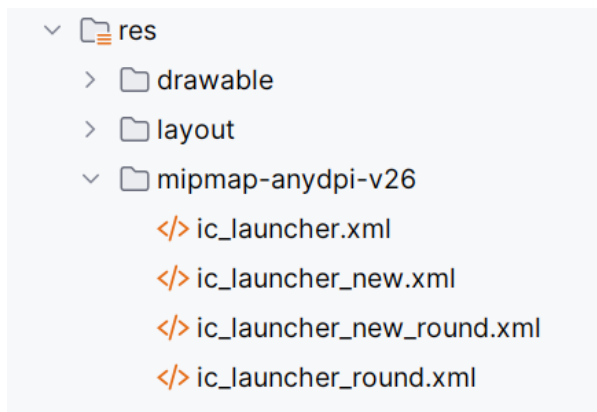 res
drawable
layout
mipmap-anydpi-v26
</> ic_launcher.xml
</> ic_launcher_new.xml
</> ic_launcher_new_round.xml
</> ic_launcher_round.xml